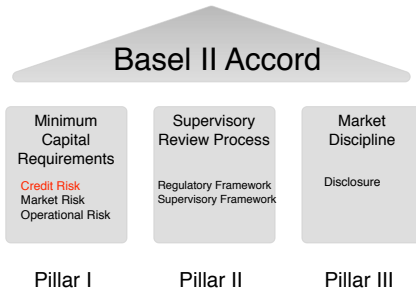 Basel II Accord
Minimum
Capital
Requirements
Credit Risk
Market Risk
Operational Risk
Supervisory
Review Process
Regulatory Framework
Supervisory Framework
Market
Discipline
Disclosure
Pillar I
Pillar II
Pillar III